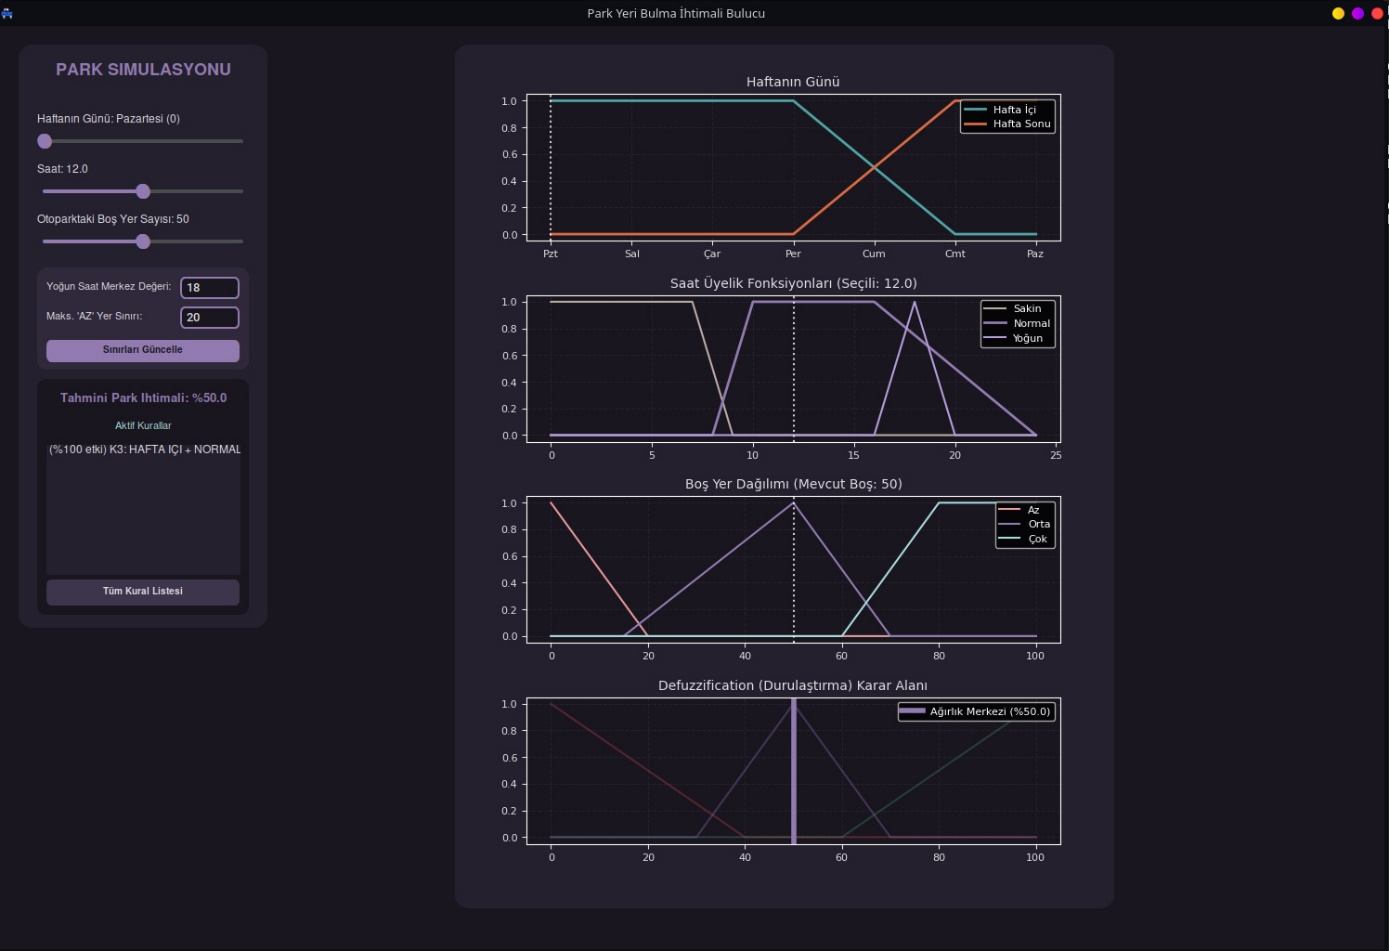 Park Yeri Bulma İhtimali Bulucu
PARK SIMULASYONU
Haftanın Günü: Pazartesi (0)
Saat: 12.0
Otoparktaki Boş Yer Sayısı: 50
Yoğun Saat Merkez Değeri: 18
Maks. 'AZ' Yer Sınırı: 20
Sınırları Güncelle
Tahmini Park Ihtimali: %50.0
Aktif Kurallar
(%100 etki) K3: HAFTA IÇI + NORMAL
Tüm Kural Listesi
Haftanın Günü
1.0
0.8
0.6
0.4
0.2
0.0
Hafta İçi
Hafta Sonu
Pzt Sal Çar Per Cum Cmt Paz
Saat Üyelik Fonksiyonları (Seçili: 12.0)
1.0
0.8
0.6
0.4
0.2
0.0
Sakin
Normal
Yoğun
0 5 10 15 20 25
Boş Yer Dağılımı (Mevcut Boş: 50)
1.0
0.8
0.6
0.4
0.2
0.0
Az
Orta
Çok
0 20 40 60 80 100
Defuzzification (Durulaştırma) Karar Alanı
1.0
0.8
0.6
0.4
0.2
0.0
Ağırlık Merkezi (%50.0)
0 20 40 60 80 100